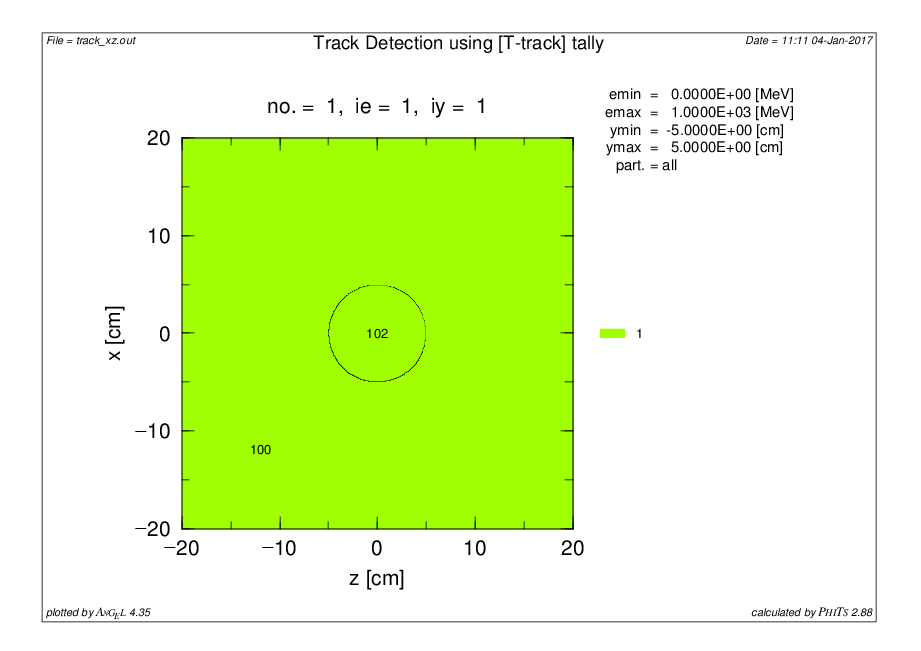 File = track_xz.out
Track Detection using [T-track] tally
Date = 11:11 04-Jan-2017
no. = 1, ie = 1, iy = 1
emin = 0.0000E+00 [MeV]
emax = 1.0000E+03 [MeV]
ymin = -5.0000E+00 [cm]
ymax = 5.0000E+00 [cm]
part. = all
20
10
0
−10
−20
x [cm]
102
100
1
−20 −10 0 10 20
z [cm]
plotted by ANGEL 4.35
calculated by PHITS 2.88